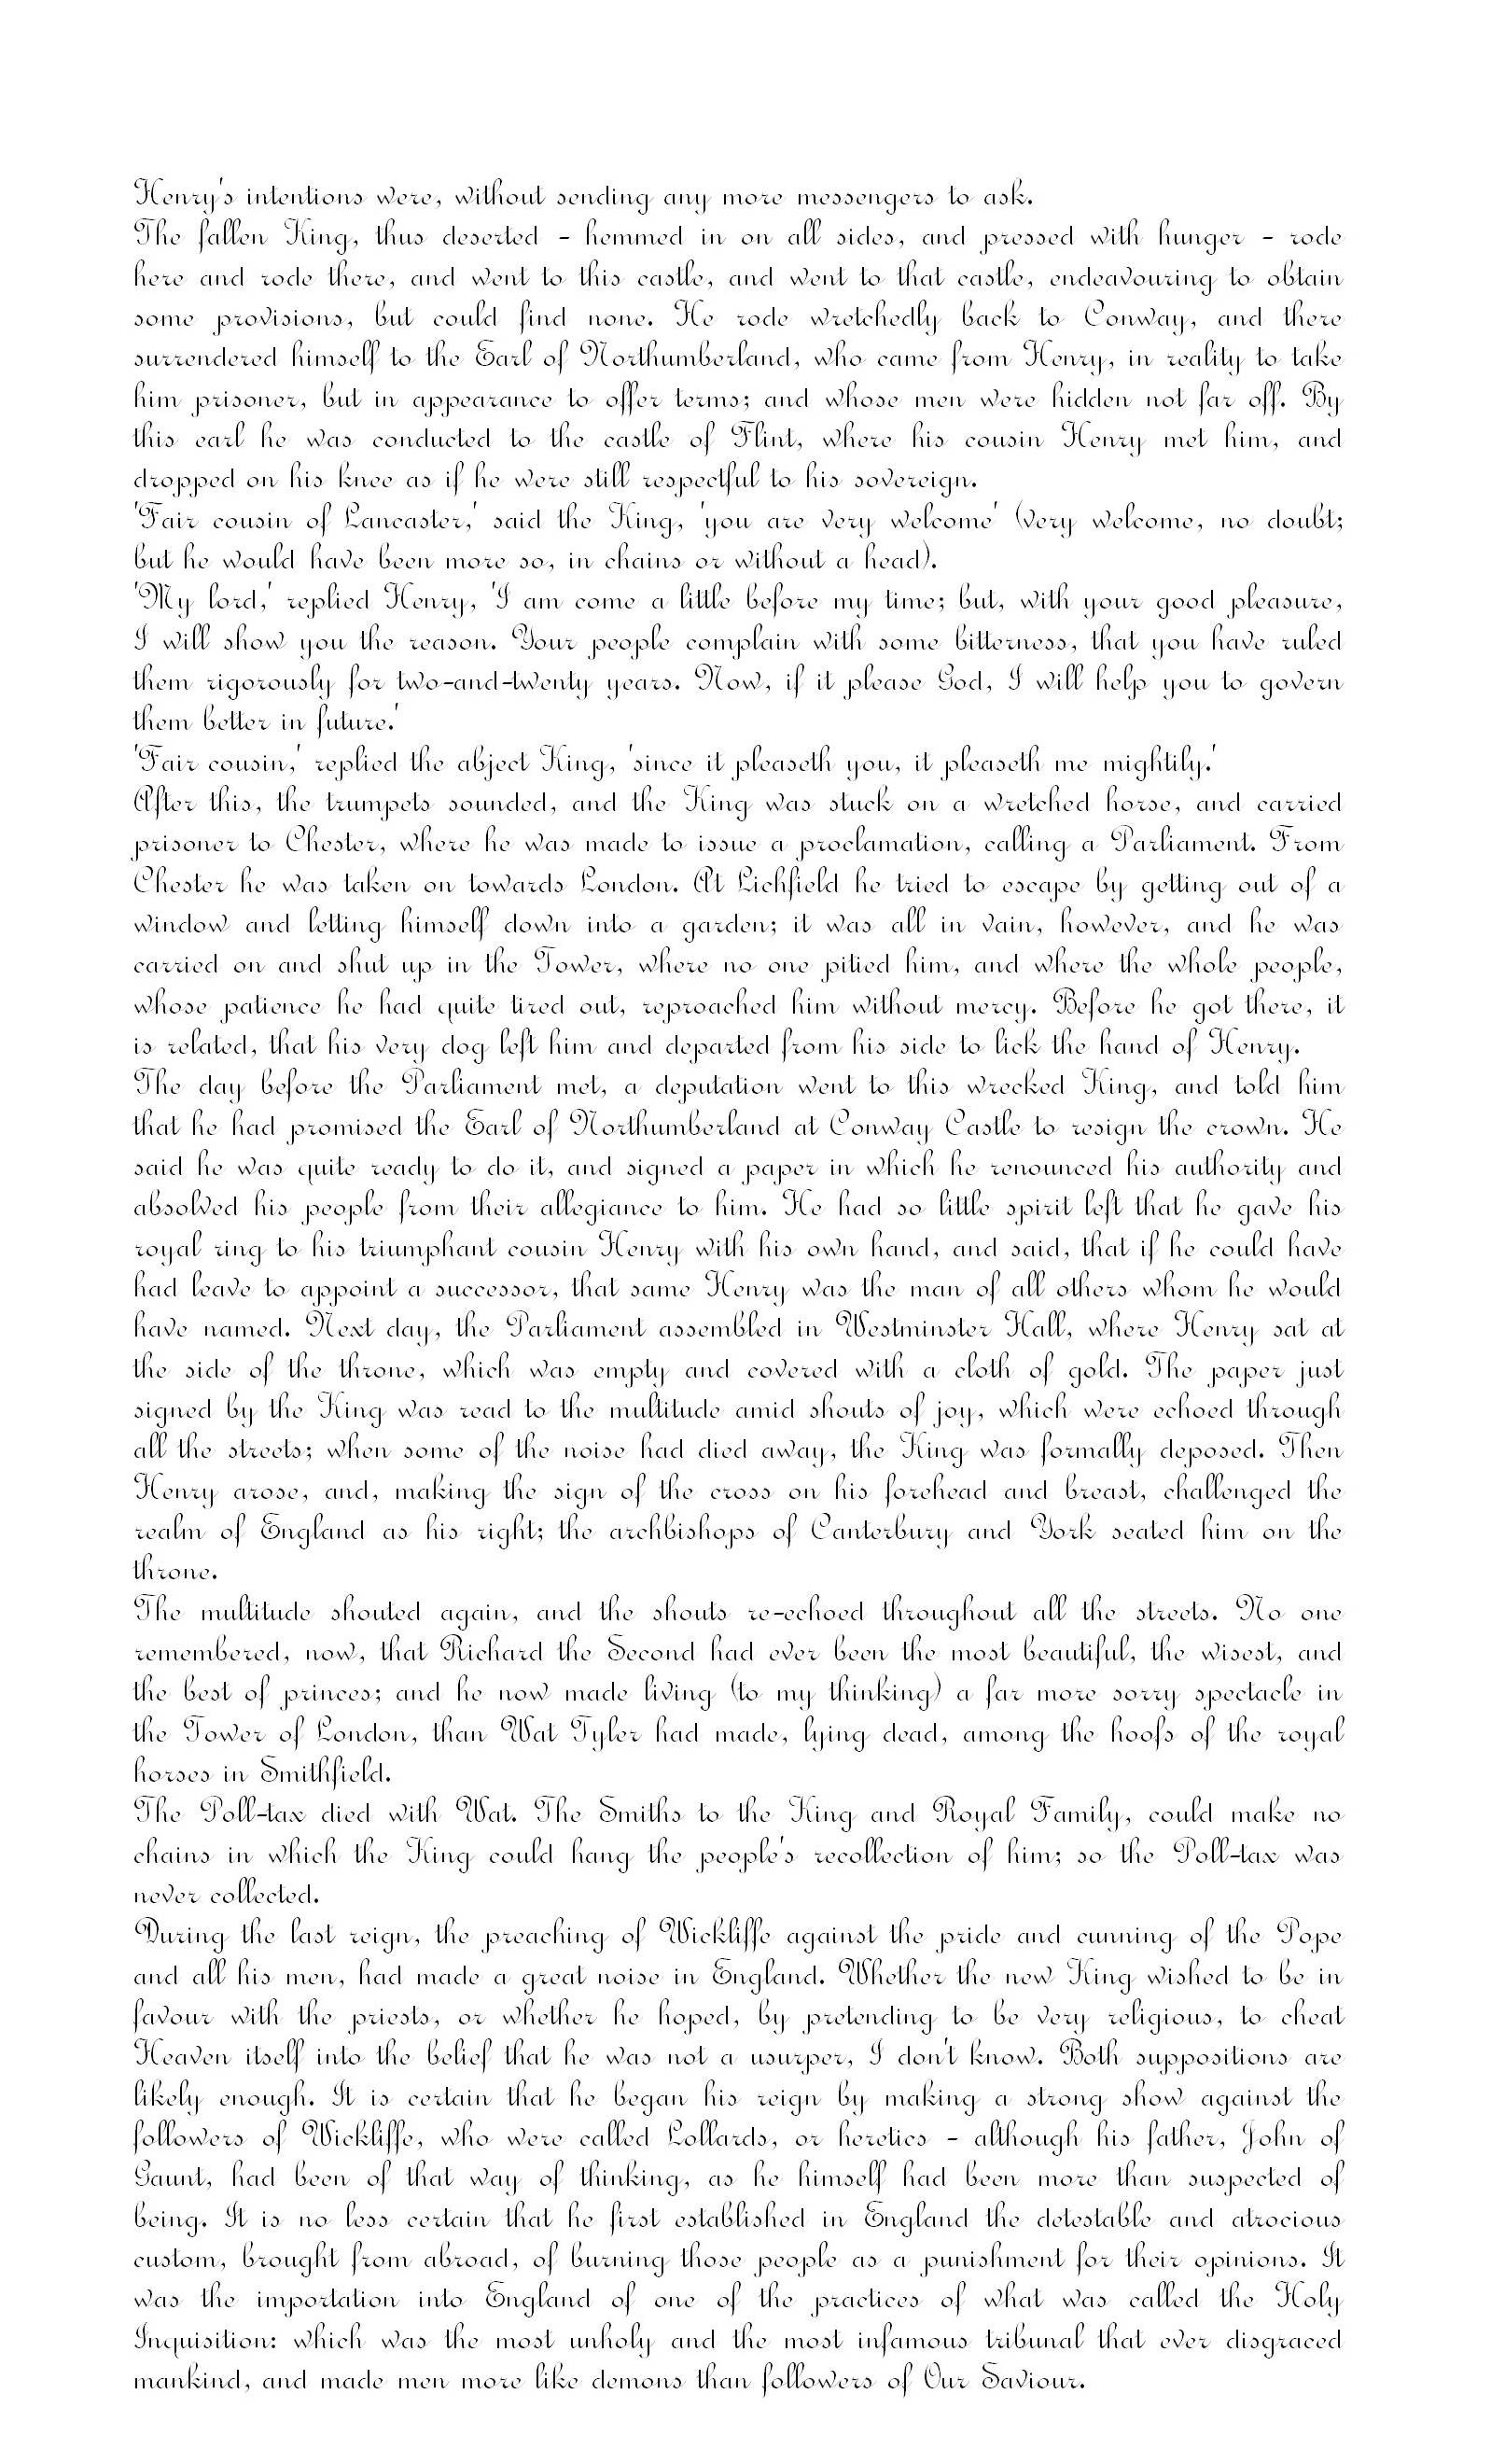 Henry's intentions were, without sending any more messengers to ask.
The fallen King, thus deserted - hemmed in on all sides, and pressed with hunger - rode
here and rode there, and went to this castle, and went to that castle, endeavouring to obtain
some provisions, but could find none. He rode wretchedly back to Conway, and there
surrendered himself to the Earl of Northumberland, who came from Henry, in reality to take
him prisoner, but in appearance to offer terms; and whose men were hidden not far off. By
this earl he was conducted to the castle of Flint, where his cousin Henry met him, and
dropped on his knee as if he were still respectful to his sovereign.
'Fair cousin of Lancaster,' said the King, 'you are very welcome' (very welcome, no doubt;
but he would have been more so, in chains or without a head).
'My lord,' replied Henry, 'I am come a little before my time; but, with your good pleasure,
I will show you the reason. Your people complain with some bitterness, that you have ruled
them rigorously for two-and-twenty years. Now, if it please God, I will help you to govern
them better in future.'
'Fair cousin,' replied the abject King, 'since it pleaseth you, it pleaseth me mightily.'
After this, the trumpets sounded, and the King was stuck on a wretched horse, and carried
prisoner to Chester, where he was made to issue a proclamation, calling a Parliament. From
Chester he was taken on towards London. At Lichfield he tried to escape by getting out of a
window and letting himself down into a garden; it was all in vain, however, and he was
carried on and shut up in the Tower, where no one pitied him, and where the whole people,
whose patience he had quite tired out, reproached him without mercy. Before he got there, it
is related, that his very dog left him and departed from his side to lick the hand of Henry.
The day before the Parliament met, a deputation went to this wrecked King, and told him
that he had promised the Earl of Northumberland at Conway Castle to resign the crown. He
said he was quite ready to do it, and signed a paper in which he renounced his authority and
absolved his people from their allegiance to him. He had so little spirit left that he gave his
royal ring to his triumphant cousin Henry with his own hand, and said, that if he could have
had leave to appoint a successor, that same Henry was the man of all others whom he would
have named. Next day, the Parliament assembled in Westminster Hall, where Henry sat at
the side of the throne, which was empty and covered with a cloth of gold. The paper just
signed by the King was read to the multitude amid shouts of joy, which were echoed through
all the streets; when some of the noise had died away, the King was formally deposed. Then
Henry arose, and, making the sign of the cross on his forehead and breast, challenged the
realm of England as his right; the archbishops of Canterbury and York seated him on the
throne.
The multitude shouted again, and the shouts re-echoed throughout all the streets. No one
remembered, now, that Richard the Second had ever been the most beautiful, the wisest, and
the best of princes; and he now made living (to my thinking) a far more sorry spectacle in
the Tower of London, than Wat Tyler had made, lying dead, among the hoofs of the royal
horses in Smithfield.
The Poll-tax died with Wat. The Smiths to the King and Royal Family, could make no
chains in which the King could hang the people's recollection of him; so the Poll-tax was
never collected.
During the last reign, the preaching of Wickliffe against the pride and cunning of the Pope
and all his men, had made a great noise in England. Whether the new King wished to be in
favour with the priests, or whether he hoped, by pretending to be very religious, to cheat
Heaven itself into the belief that he was not a usurper, I don't know. Both suppositions are
likely enough. It is certain that he began his reign by making a strong show against the
followers of Wickliffe, who were called Lollards, or heretics - although his father, John of
Gaunt, had been of that way of thinking, as he himself had been more than suspected of
being. It is no less certain that he first established in England the detestable and atrocious
custom, brought from abroad, of burning those people as a punishment for their opinions. It
was the importation into England of one of the practices of what was called the Holy
Inquisition: which was the most unholy and the most infamous tribunal that ever disgraced
mankind, and made men more like demons than followers of Our Saviour.